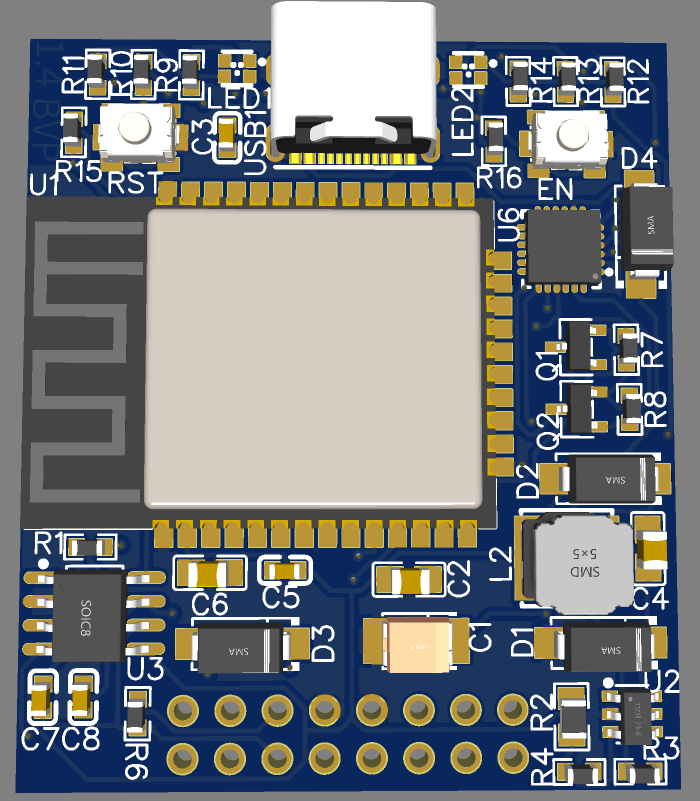 R11
R10
R9
LED1
USB1
LED2
R14
R13
R12
1.4 BVP
R15
RST
C3
R16
EN
D4
U1
U6
SMA
Q1
R7
Q2
R8
D2
SMA
R1
L2
SMD
5×5
C4
SOIC8
C6
C5
C2
U3
SMA
D3
C1
D1
SMA
U2
C7
C8
R6
R2
R4
R3